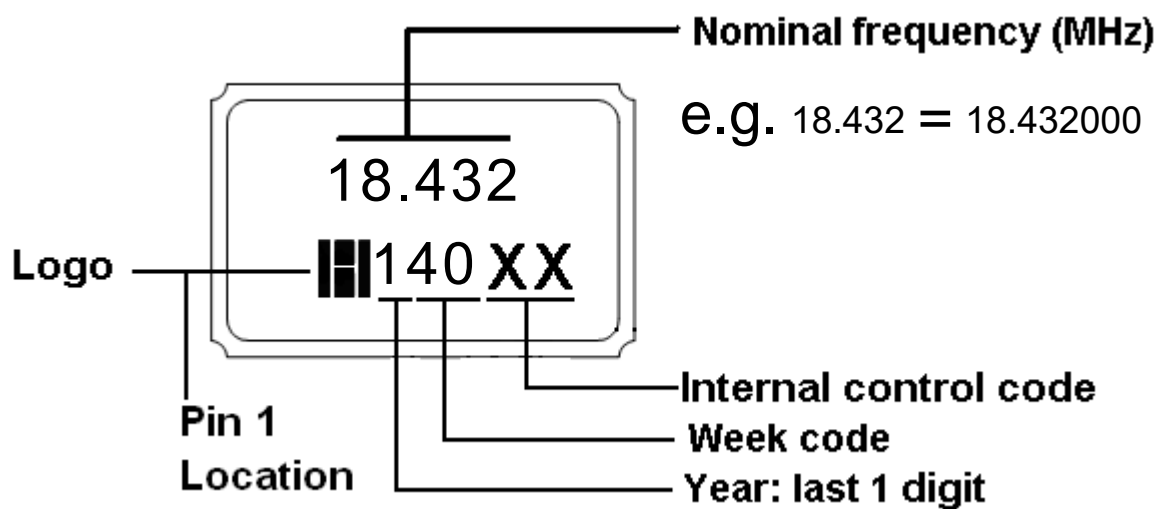 Nominal frequency (MHz)
e.g. 18.432 = 18.432000
18.432
Logo
140 XX
Internal control code
Pin 1
Week code
Location
Year: last 1 digit